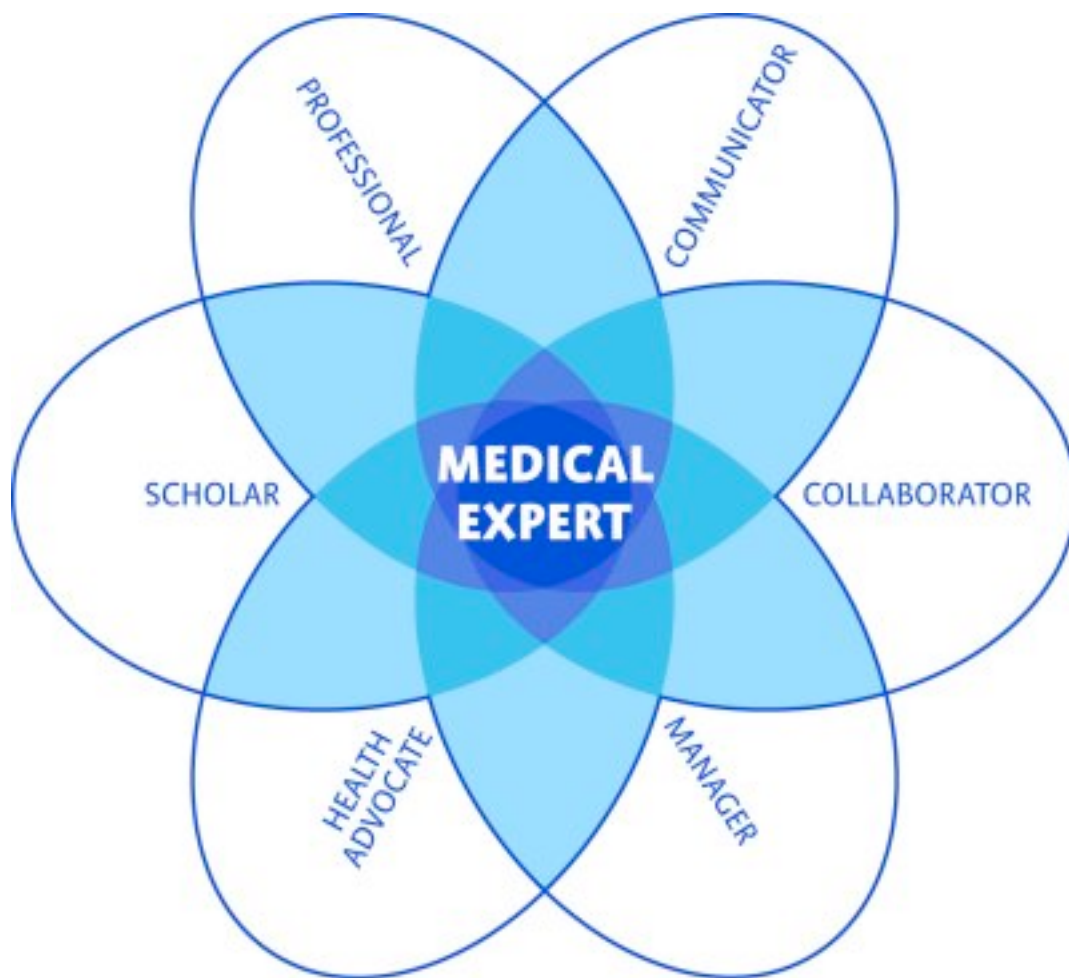 PROFESSIONAL
COMMUNICATOR
SCHOLAR
MEDICAL
EXPERT
COLLABORATOR
HEALTH
ADVOCATE
MANAGER